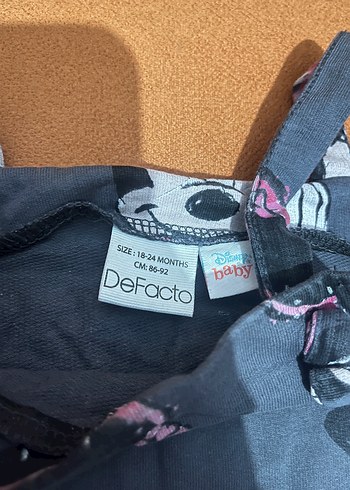 SIZE : 18-24 MONTHS
CM: 86-92
DeFacto
Disney
baby